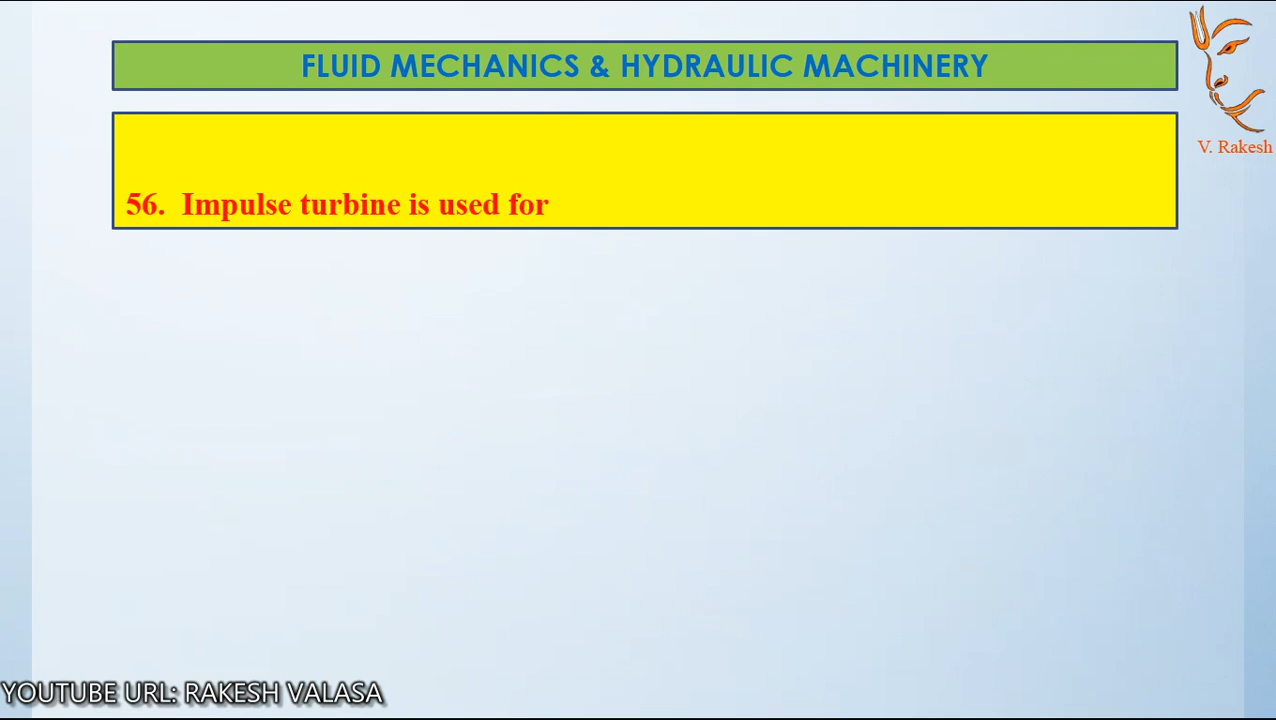 FLUID MECHANICS & HYDRAULIC MACHINERY
V. Rakesh
56. Impulse turbine is used for
YOUTUBE URL: RAKESH VALASA